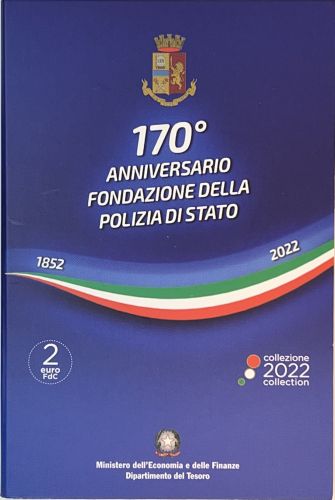 170°
ANNIVERSARIO
FONDAZIONE DELLA
POLIZIA DI STATO
1852
2022
2
euro
FdC
collezione
2022
collection
Ministero dell'Economia e delle Finanze
Dipartimento del Tesoro